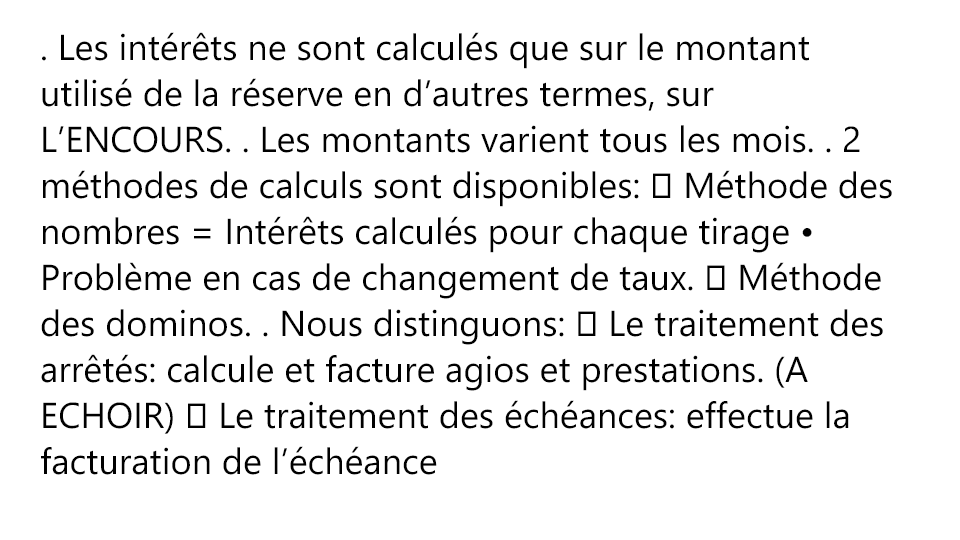 . Les intérêts ne sont calculés que sur le montant
utilisé de la réserve en d’autres termes, sur
L’ENCOURS. . Les montants varient tous les mois. . 2
méthodes de calculs sont disponibles:  Méthode des
nombres = Intérêts calculés pour chaque tirage •
Problème en cas de changement de taux.  Méthode
des dominos. . Nous distinguons:  Le traitement des
arrêtés: calcule et facture agios et prestations. (A
ECHOIR)  Le traitement des échéances: effectue la
facturation de l’échéance